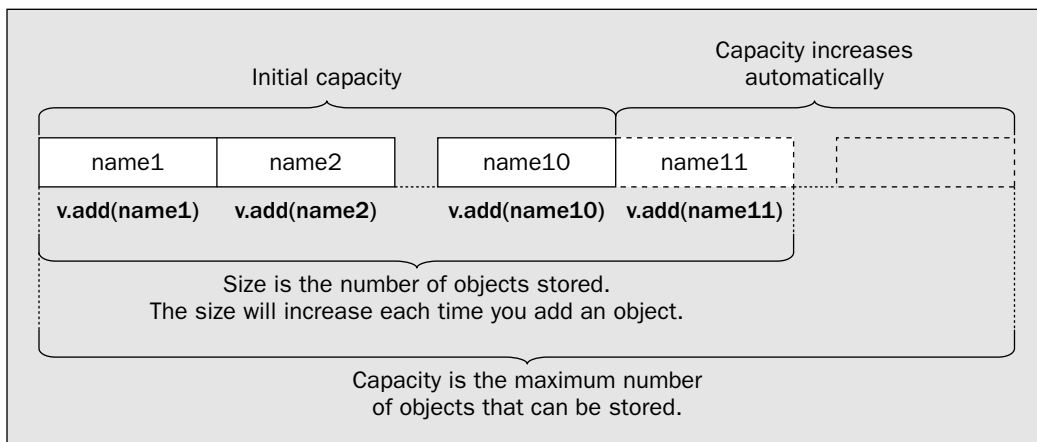 Capacity increases
automatically
Initial capacity
name1 name2 name10 name11
v.add(name1) v.add(name2) v.add(name10) v.add(name11)
Size is the number of objects stored.
The size will increase each time you add an object.
Capacity is the maximum number
of objects that can be stored.